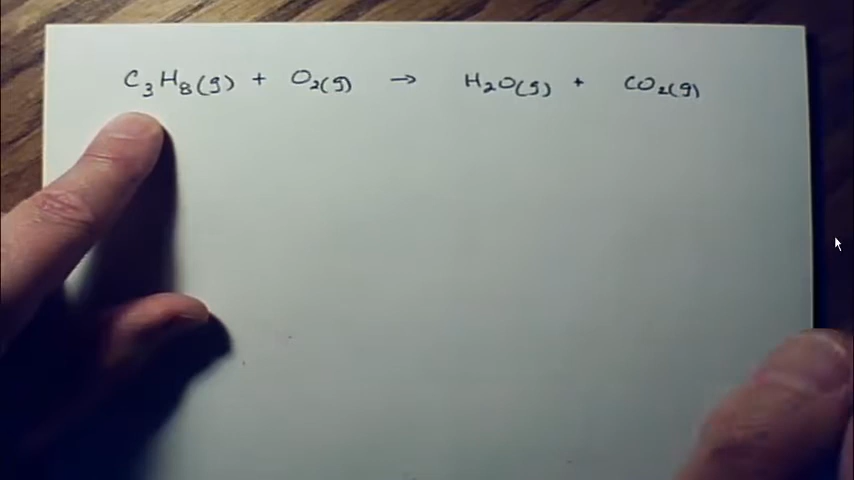 C₃H₈(g) + O₂(g) → H₂O(g) + CO₂(g)